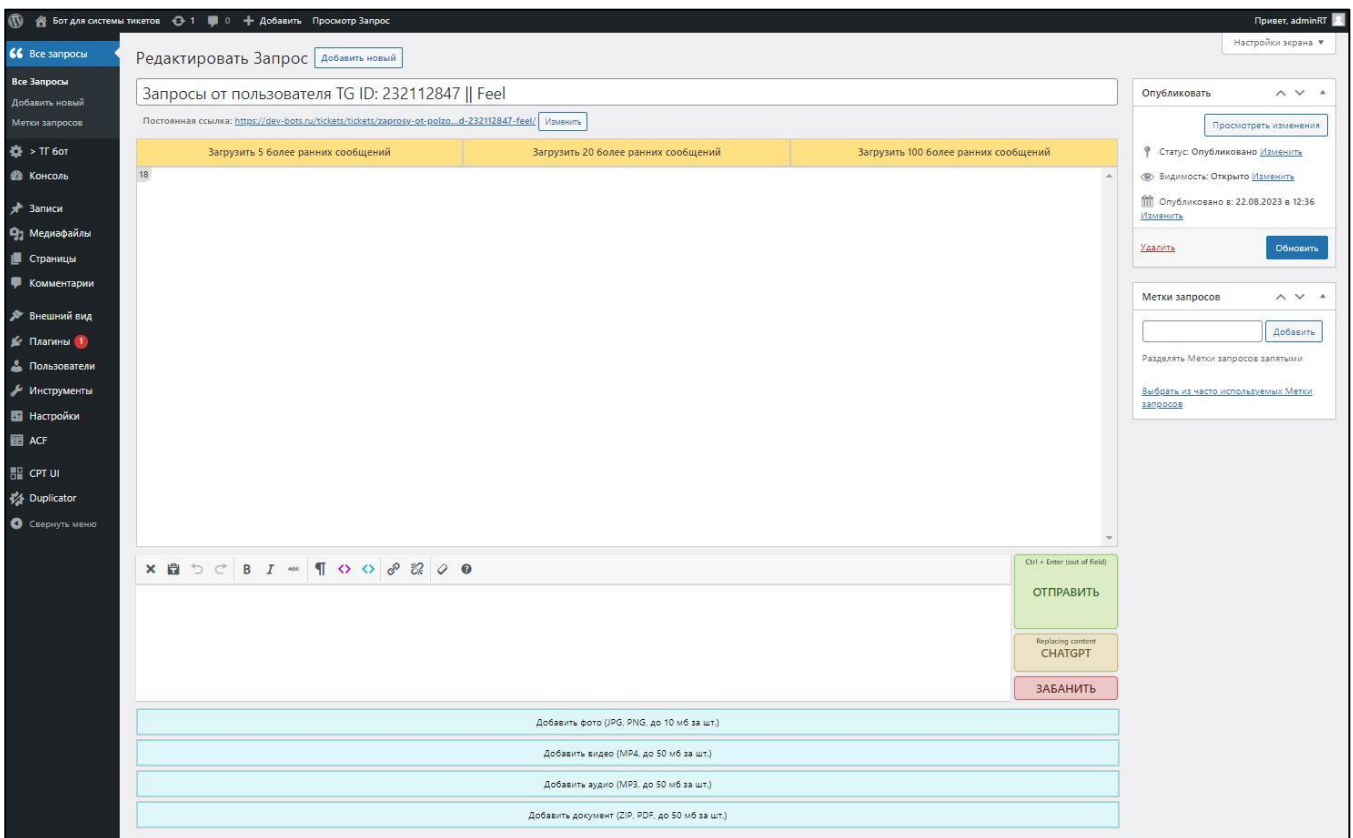 Бот для системы тикетов 1 0 Добавить Просмотр Запрос Привет, adminRT
Все запросы
Все Запросы
Добавить новый
Метки запросов
> ТГ бот
Консоль
Записи
Медиафайлы
Страницы
Комментарии
Внешний вид
Плагины 1
Пользователи
Инструменты
Настройки
ACF
CPT UI
Duplicator
Свернуть меню
Настройки экрана ▼
Редактировать Запрос Добавить новый
Запросы от пользователя TG ID: 232112847 || Feel
Постоянная ссылка: https://dev-bots.ru/tickets/tickets/zaprosy-ot-polzo...d-232112847-feel/ Изменить
Загрузить 5 более ранних сообщений Загрузить 20 более ранних сообщений Загрузить 100 более ранних сообщений
18
B I ABC
Ctrl + Enter (out of field)
ОТПРАВИТЬ
Replacing content
CHATGPT
ЗАБАНИТЬ
Добавить фото (JPG, PNG, до 10 мб за шт.)
Добавить видео (MP4, до 50 мб за шт.)
Добавить аудио (MP3, до 50 мб за шт.)
Добавить документ (ZIP, PDF, до 50 мб за шт.)
Опубликовать
Просмотреть изменения
Статус: Опубликовано Изменить
Видимость: Открыто Изменить
Опубликовано в: 22.08.2023 в 12:36
Изменить
Удалить Обновить
Метки запросов
Добавить
Разделять Метки запросов запятыми
Выбрать из часто используемых Метки
запросов